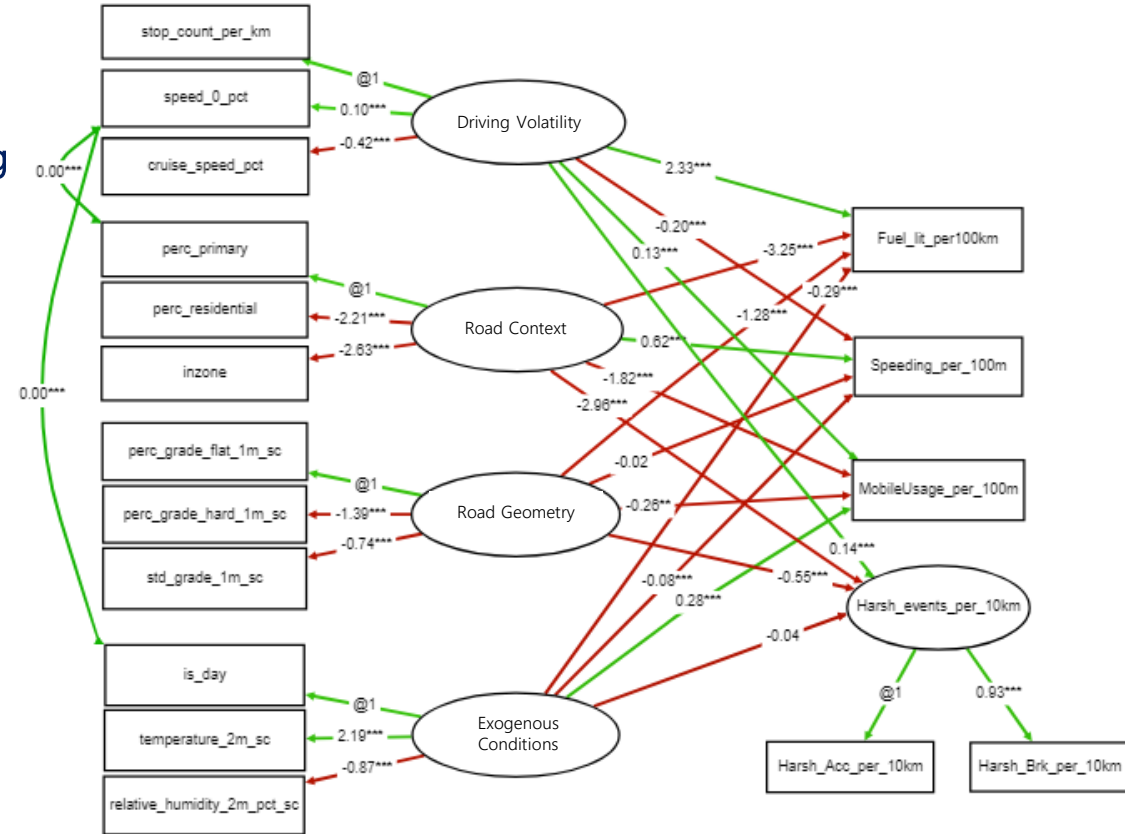 stop_count_per_km
speed_0_pct
cruise_speed_pct
perc_primary
perc_residential
inzone
perc_grade_flat_1m_sc
perc_grade_hard_1m_sc
std_grade_1m_sc
is_day
temperature_2m_sc
relative_humidity_2m_pct_sc
g
0.00***
0.00***
@1
0.10***
-0.42***
@1
-2.21***
-2.63***
@1
-1.39***
-0.74***
@1
2.19***
-0.87***
Driving Volatility
Road Context
Road Geometry
Exogenous
Conditions
2.33***
-0.20***
0.13***
-3.25***
-0.29***
-1.28***
0.62***
-1.82***
-2.96***
-0.02
-0.26**
0.14***
-0.55***
-0.08***
0.28***
-0.04
Fuel_lit_per100km
Speeding_per_100m
MobileUsage_per_100m
Harsh_events_per_10km
@1
0.93***
Harsh_Acc_per_10km
Harsh_Brk_per_10km